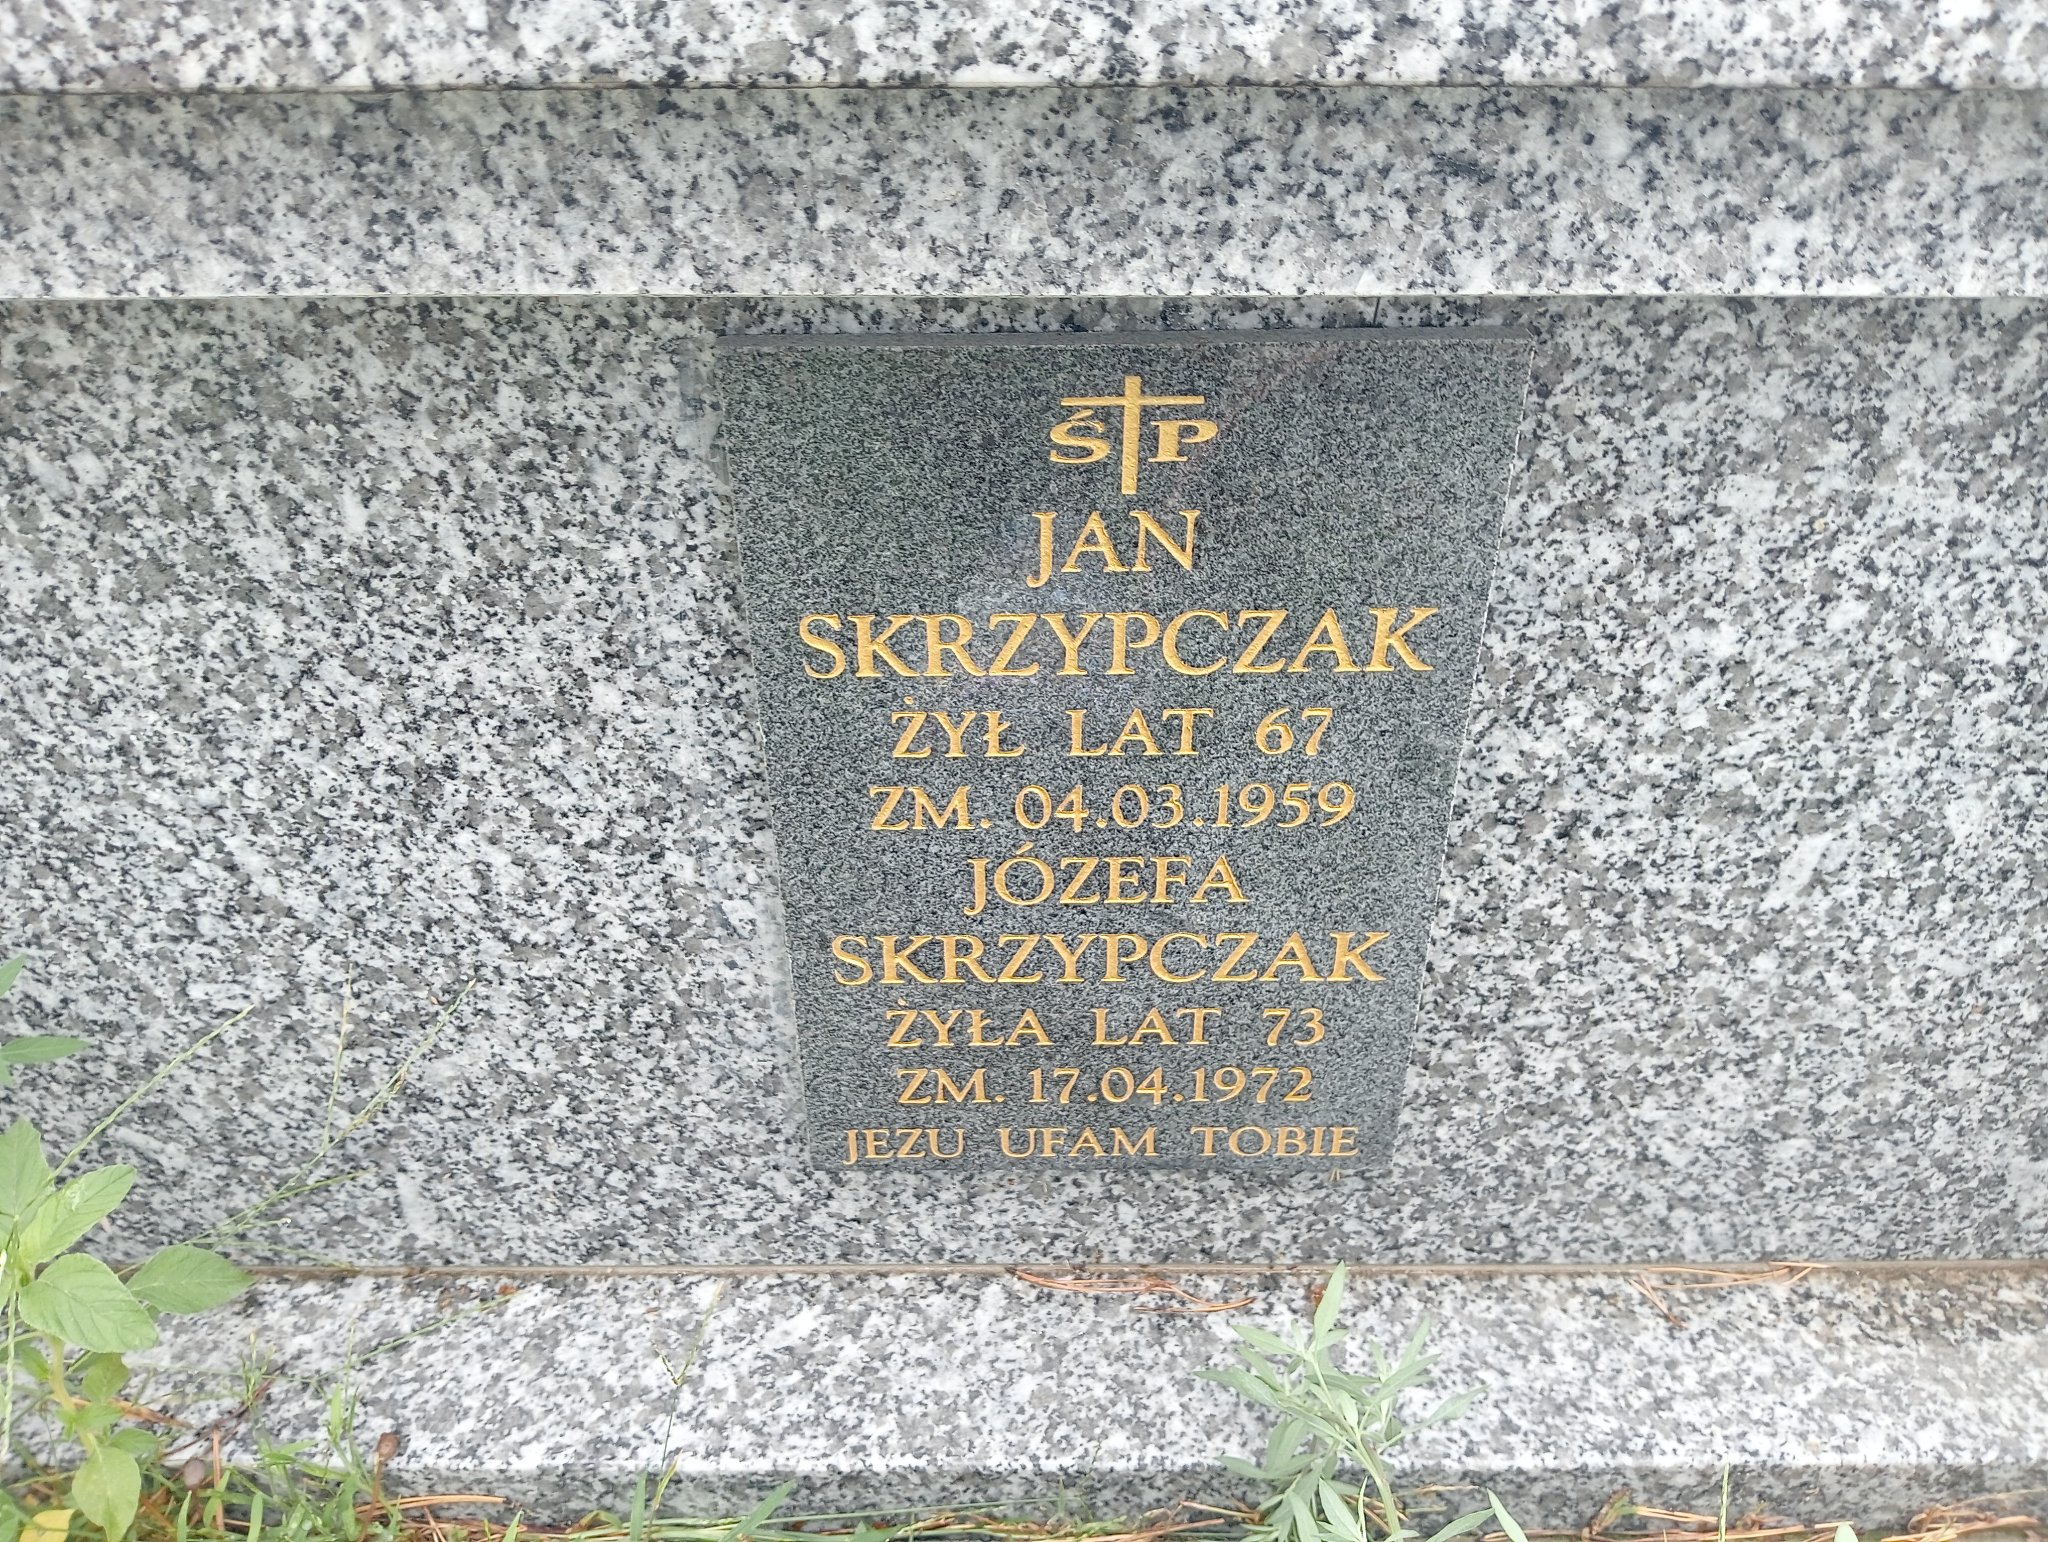 Ś P
JAN
SKRZYPCZAK
ŻYŁ LAT 67
ZM. 04.03.1959
JÓZEFA
SKRZYPCZAK
ŻYŁA LAT 73
ZM. 17.04.1972
JEZU UFAM TOBIE